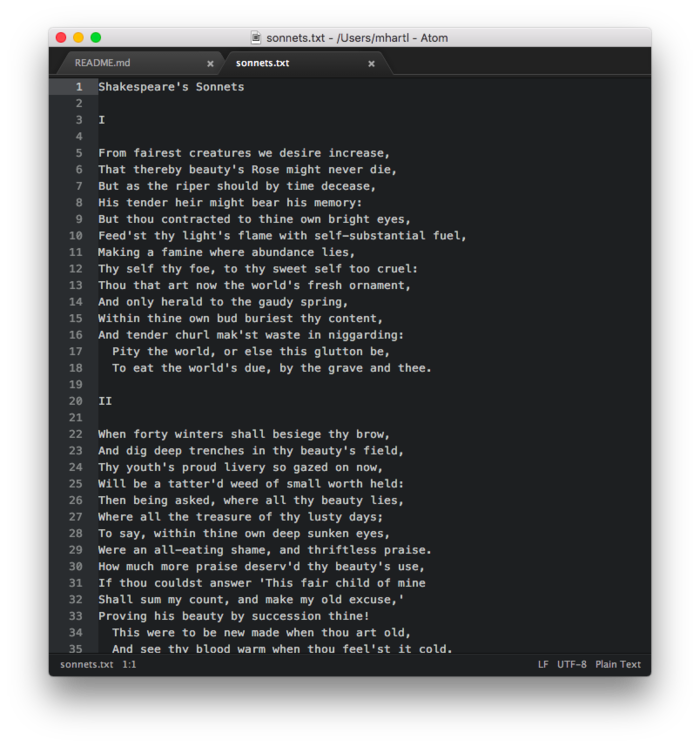 sonnets.txt - /Users/mhartl - Atom
README.md
sonnets.txt
1 Shakespeare's Sonnets
2
3 I
4
5 From fairest creatures we desire increase,
6 That thereby beauty's Rose might never die,
7 But as the riper should by time decease,
8 His tender heir might bear his memory:
9 But thou contracted to thine own bright eyes,
10 Feed'st thy light's flame with self-substantial fuel,
11 Making a famine where abundance lies,
12 Thy self thy foe, to thy sweet self too cruel:
13 Thou that art now the world's fresh ornament,
14 And only herald to the gaudy spring,
15 Within thine own bud buriest thy content,
16 And tender churl mak'st waste in niggarding:
17   Pity the world, or else this glutton be,
18   To eat the world's due, by the grave and thee.
19
20 II
21
22 When forty winters shall besiege thy brow,
23 And dig deep trenches in thy beauty's field,
24 Thy youth's proud livery so gazed on now,
25 Will be a tatter'd weed of small worth held:
26 Then being asked, where all thy beauty lies,
27 Where all the treasure of thy lusty days;
28 To say, within thine own deep sunken eyes,
29 Were an all-eating shame, and thriftless praise.
30 How much more praise deserv'd thy beauty's use,
31 If thou couldst answer 'This fair child of mine
32 Shall sum my count, and make my old excuse,'
33 Proving his beauty by succession thine!
34   This were to be new made when thou art old,
35   And see thy blood warm when thou feel'st it cold.
sonnets.txt 1:1 LF UTF-8 Plain Text